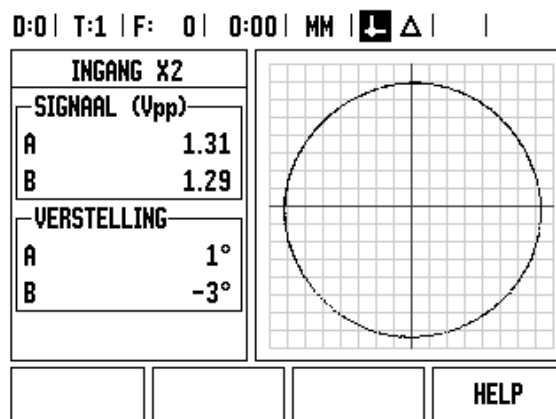 D:0 | T:1 | F: 0 | 0:00 | MM | Δ | |
INGANG X2
SIGNAAL (Vpp)
A 1.31
B 1.29
VERSTELLING
A 1°
B -3°
HELP